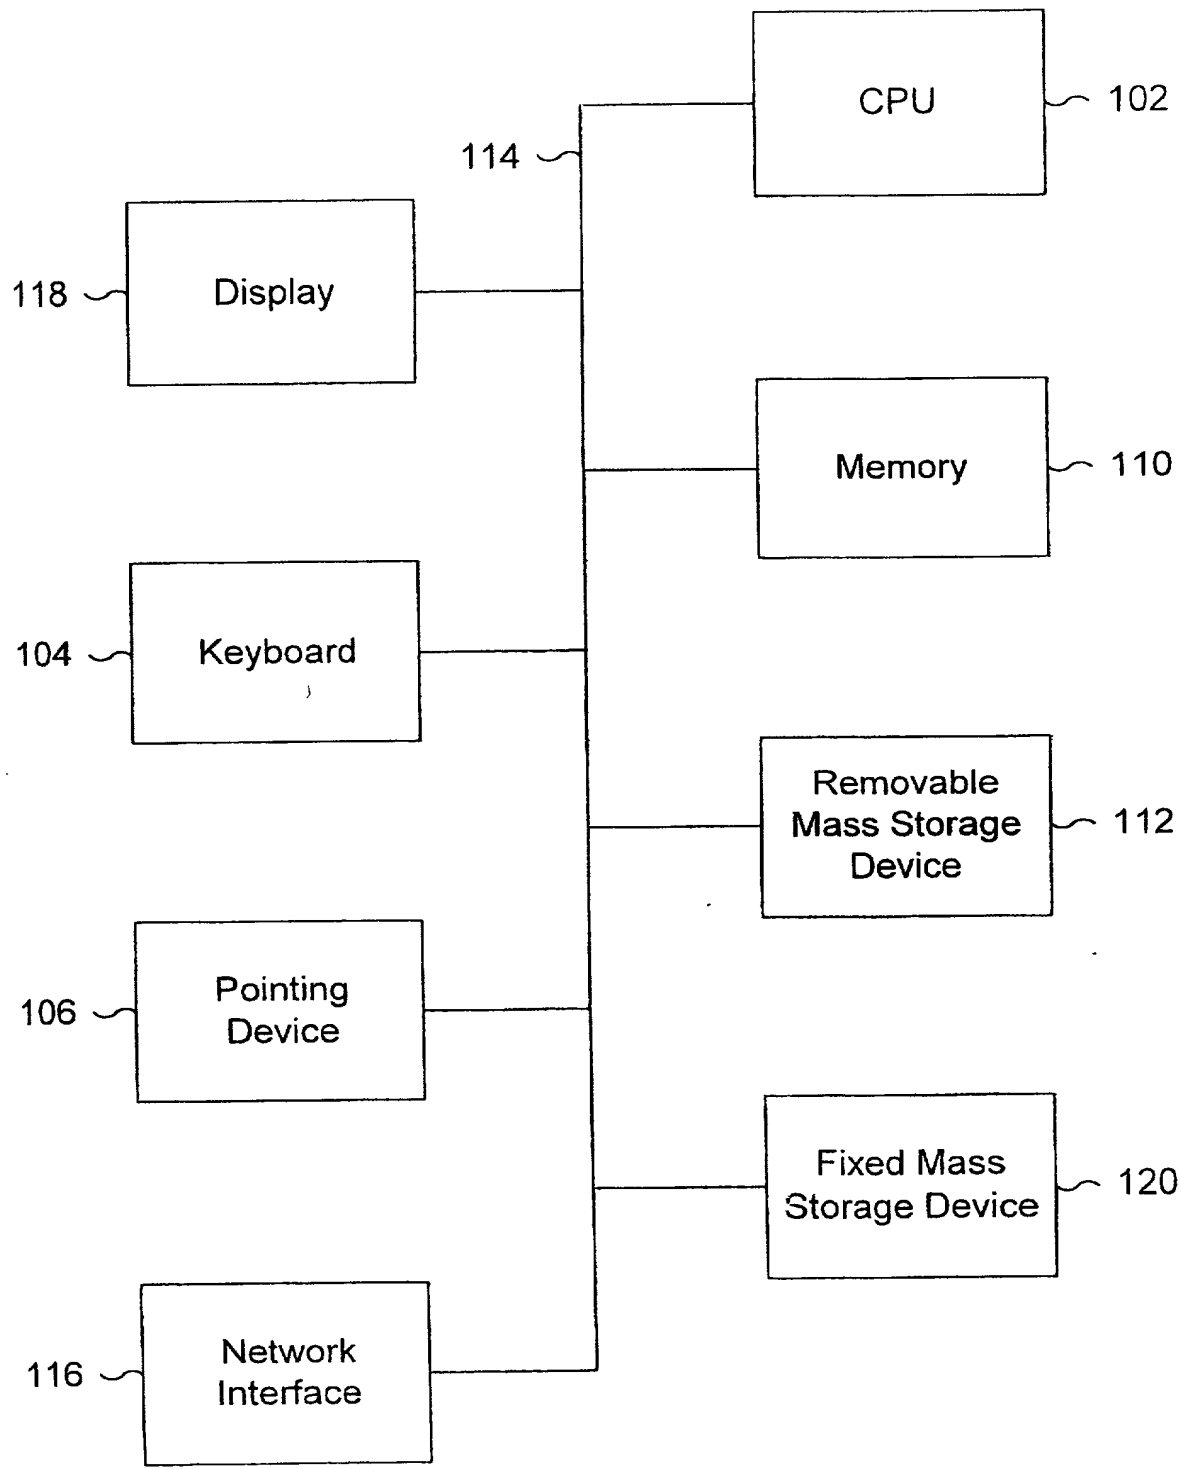 CPU
102
114
118
Display
Memory
110
104
Keyboard
Removable
Mass Storage
Device
112
106
Pointing
Device
Fixed Mass
Storage Device
120
116
Network
Interface